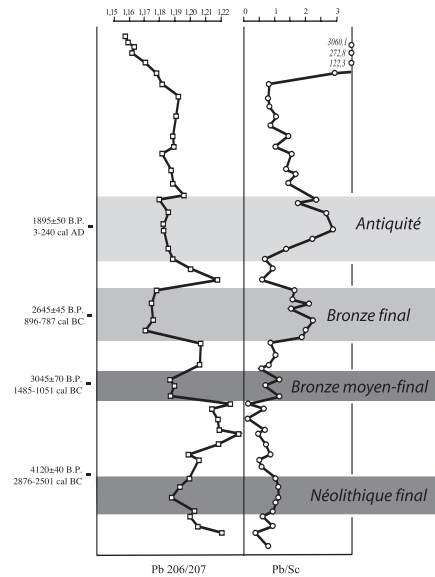 1,15 1,16 1,17 1,18 1,19 1,20 1,21 1,22
0 1 2 3
3060,1
272,8
122,3
1895±50 B.P.
3-240 cal AD
Antiquité
2645±45 B.P.
896-787 cal BC
Bronze final
3045±70 B.P.
1485-1051 cal BC
Bronze moyen-final
4120±40 B.P.
2876-2501 cal BC
Néolithique final
Pb 206/207
Pb/Sc